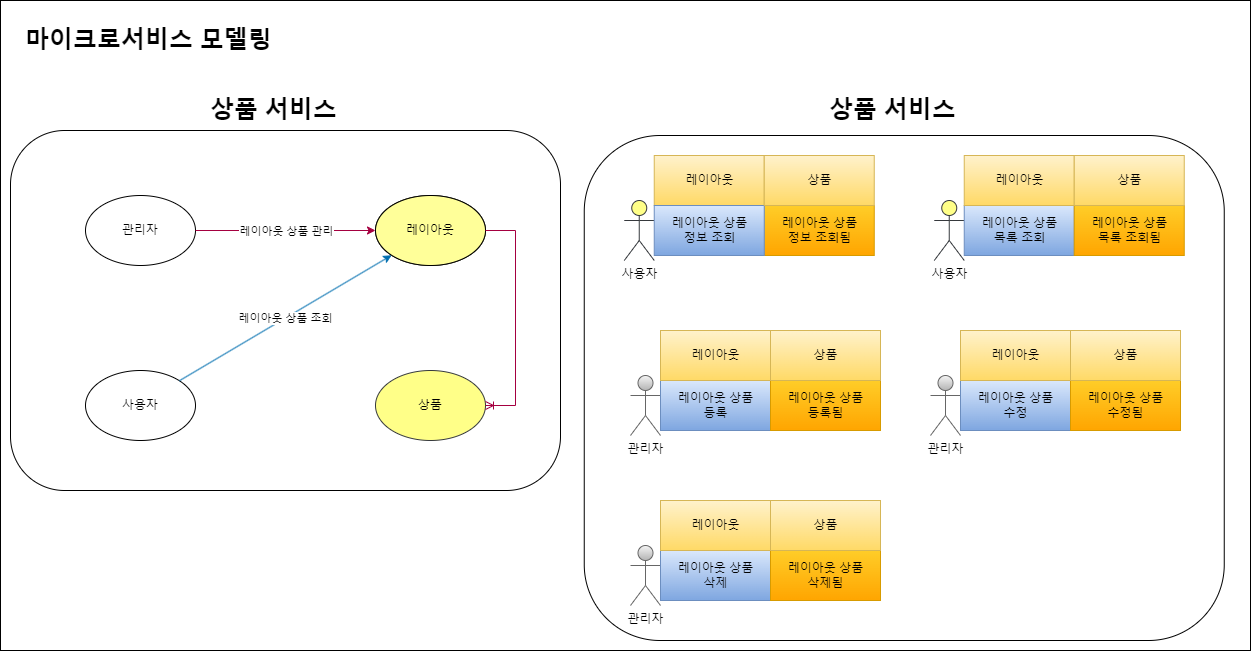 마이크로서비스 모델링
상품 서비스
관리자
레이아웃 상품 관리
레이아웃
레이아웃 상품 조회
사용자
상품
상품 서비스
레이아웃
상품
레이아웃 상품
정보 조회
레이아웃 상품
정보 조회됨
사용자
레이아웃
상품
레이아웃 상품
목록 조회
레이아웃 상품
목록 조회됨
사용자
레이아웃
상품
레이아웃 상품
등록
레이아웃 상품
등록됨
관리자
레이아웃
상품
레이아웃 상품
수정
레이아웃 상품
수정됨
관리자
레이아웃
상품
레이아웃 상품
삭제
레이아웃 상품
삭제됨
관리자